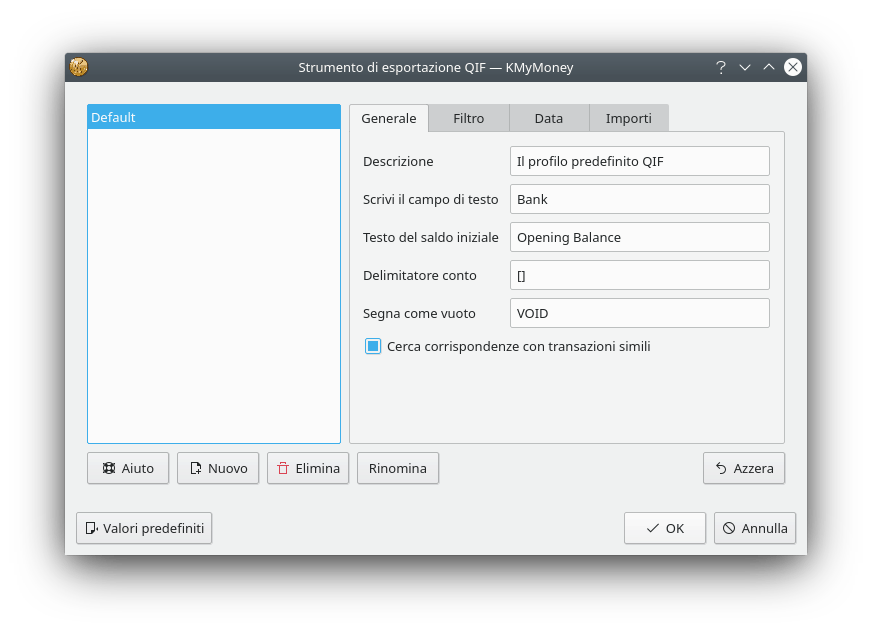 Strumento di esportazione QIF — KMyMoney
Default
Generale
Filtro
Data
Importi
Descrizione
Il profilo predefinito QIF
Scrivi il campo di testo
Bank
Testo del saldo iniziale
Opening Balance
Delimitatore conto
[]
Segna come vuoto
VOID
Cerca corrispondenze con transazioni simili
Aiuto
Nuovo
Elimina
Rinomina
Azzera
Valori predefiniti
OK
Annulla